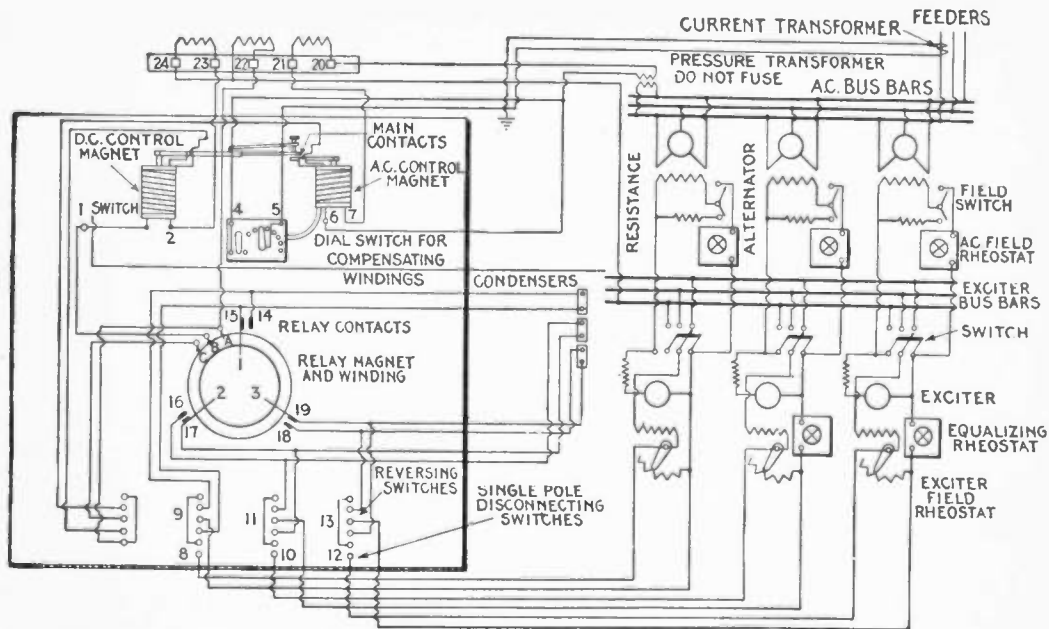 CURRENT TRANSFORMER
FEEDERS
24 23 22 21 20
PRESSURE TRANSFORMER
DO NOT FUSE
A.C. BUS BARS
D.C. CONTROL
MAGNET
MAIN
CONTACTS
A.C. CONTROL
MAGNET
RESISTANCE
ALTERNATOR
FIELD
SWITCH
1 SWITCH
2
4 5
6 7
DIAL SWITCH FOR
COMPENSATING
WINDINGS
AC FIELD
RHEOSTAT
CONDENSERS
EXCITER
BUS BARS
15 14
RELAY CONTACTS
SWITCH
C B A
1
RELAY MAGNET
AND WINDING
2 3
EXCITER
16
17
19
18
EQUALIZING
RHEOSTAT
REVERSING
SWITCHES
SINGLE POLE
DISCONNECTING
SWITCHES
EXCITER
FIELD
RHEOSTAT
9 11 13
8 10 12